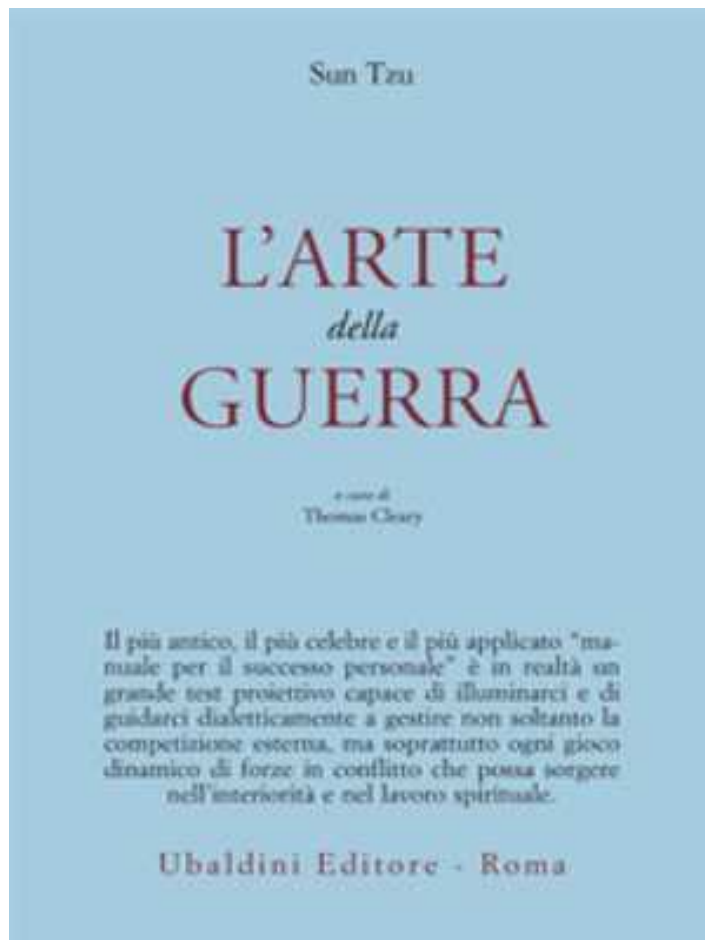 Sun Tzu
L'ARTE
della
GUERRA
a cura di
Thomas Cleary
Il più antico, il più celebre e il più applicato "ma-
nuale per il successo personale" è in realtà un
grande test proiettivo capace di illuminarci e di
guidarci dialetticamente a gestire non soltanto la
competizione esterna, ma soprattutto ogni gioco
dinamico di forze in conflitto che possa sorgere
nell'interiorità e nel lavoro spirituale.
Ubaldini Editore - Roma